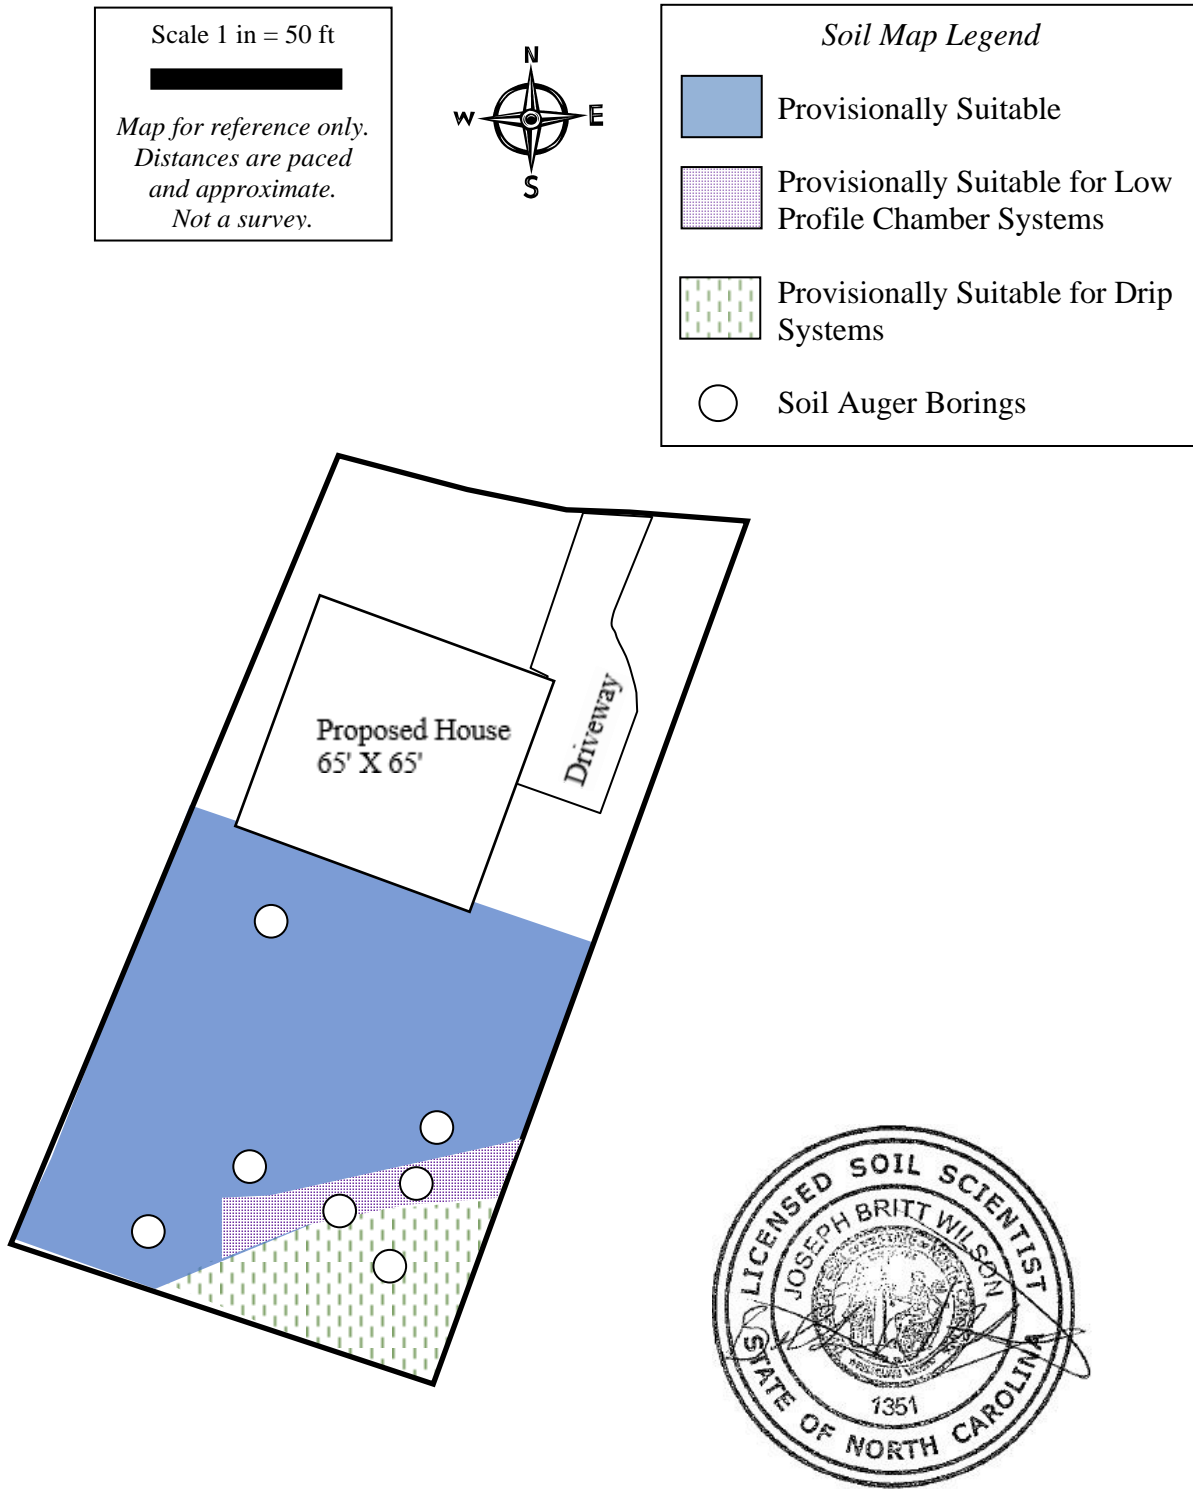 Scale 1 in = 50 ft
Map for reference only.
Distances are paced
and approximate.
Not a survey.
N
W
E
S
Soil Map Legend
Provisionally Suitable
Provisionally Suitable for Low
Profile Chamber Systems
Provisionally Suitable for Drip
Systems
Soil Auger Borings
Proposed House
65' X 65'
Driveway
LICENSED SOIL SCIENTIST
JOSEPH BRITT WILSON
1351
STATE OF NORTH CAROLINA